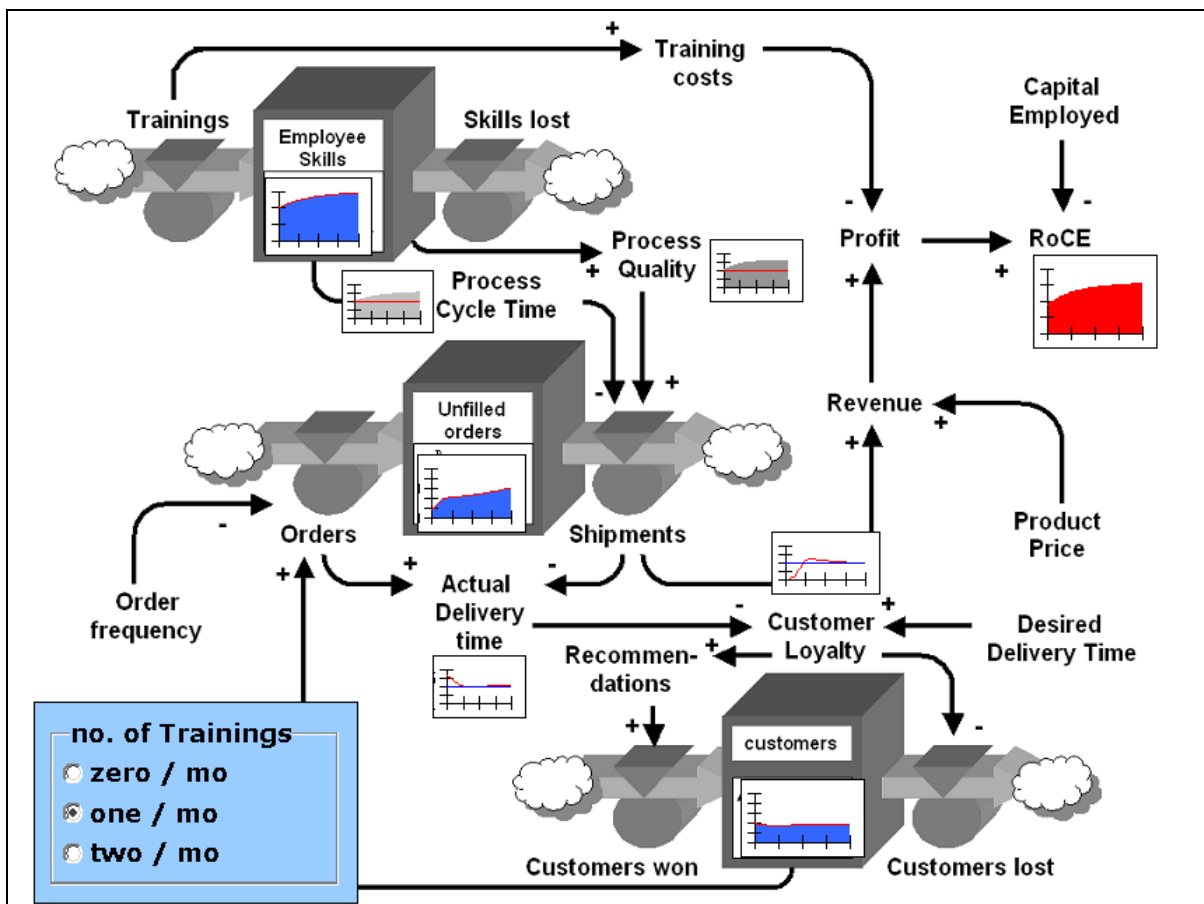 Training
costs
Capital
Employed
Trainings
Skills lost
Employee
Skills
Process
Quality
Profit
RoCE
Process
Cycle Time
Unfilled
orders
Revenue
Orders
Shipments
Product
Price
Order
frequency
Actual
Delivery
time
Customer
Loyalty
Desired
Delivery Time
Recommen-
dations
no. of Trainings
zero / mo
one / mo
two / mo
customers
Customers won
Customers lost
+
-
-
+
+
+
-
+
+
+
-
+
+
-
-
+
+
+
-